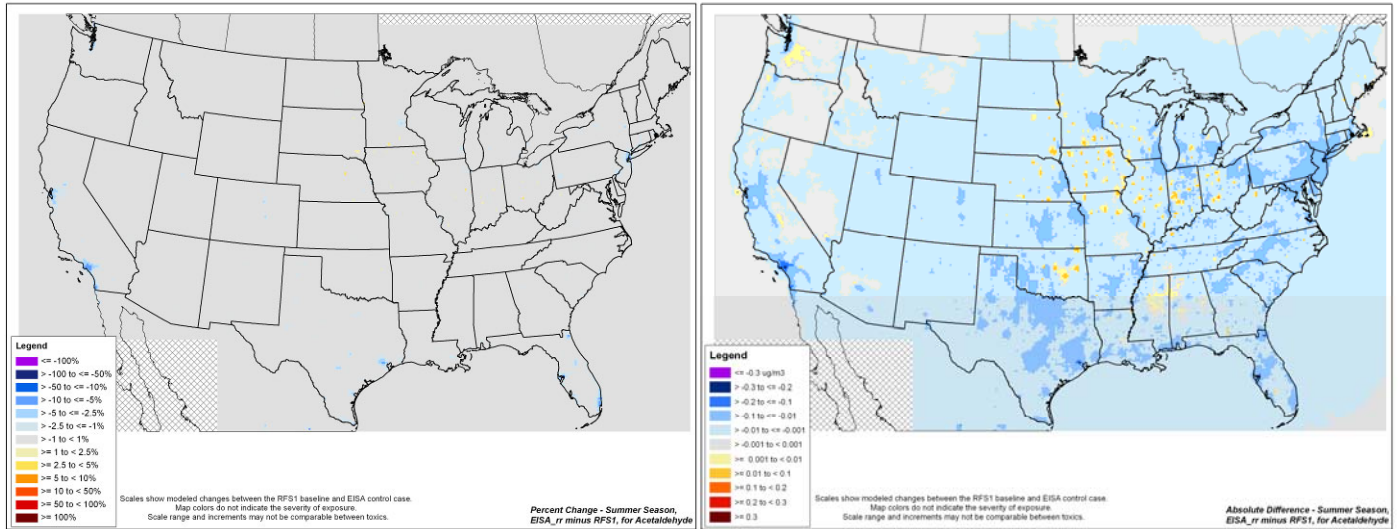 Legend
<= -100%
> -100 to <= -50%
> -50 to <= -10%
> -10 to <= -5%
> -5 to <= -2.5%
> -2.5 to <= -1%
> -1 to < 1%
>= 1 to < 2.5%
>= 2.5 to < 5%
>= 5 to < 10%
>= 10 to < 50%
>= 50 to < 100%
>= 100%
Scales show modeled changes between the RFS1 baseline and EISA control case.
Map colors do not indicate the severity of exposure.
Scale range and increments may not be comparable between toxics.
Percent Change - Summer Season,
EISA_rr minus RFS1, for Acetaldehyde
Legend
<= -0.3 ug/m3
> -0.3 to <= -0.2
> -0.2 to <= -0.1
> -0.1 to <= -0.01
> -0.01 to <= -0.001
> -0.001 to < 0.001
>= 0.001 to < 0.01
>= 0.01 to < 0.1
>= 0.1 to < 0.2
>= 0.2 to < 0.3
>= 0.3
Scales show modeled changes between the RFS1 baseline and EISA control case.
Map colors do not indicate the severity of exposure.
Scale range and increments may not be comparable between toxics.
Absolute Difference - Summer Season,
EISA_rr minus RFS1, for Acetaldehyde